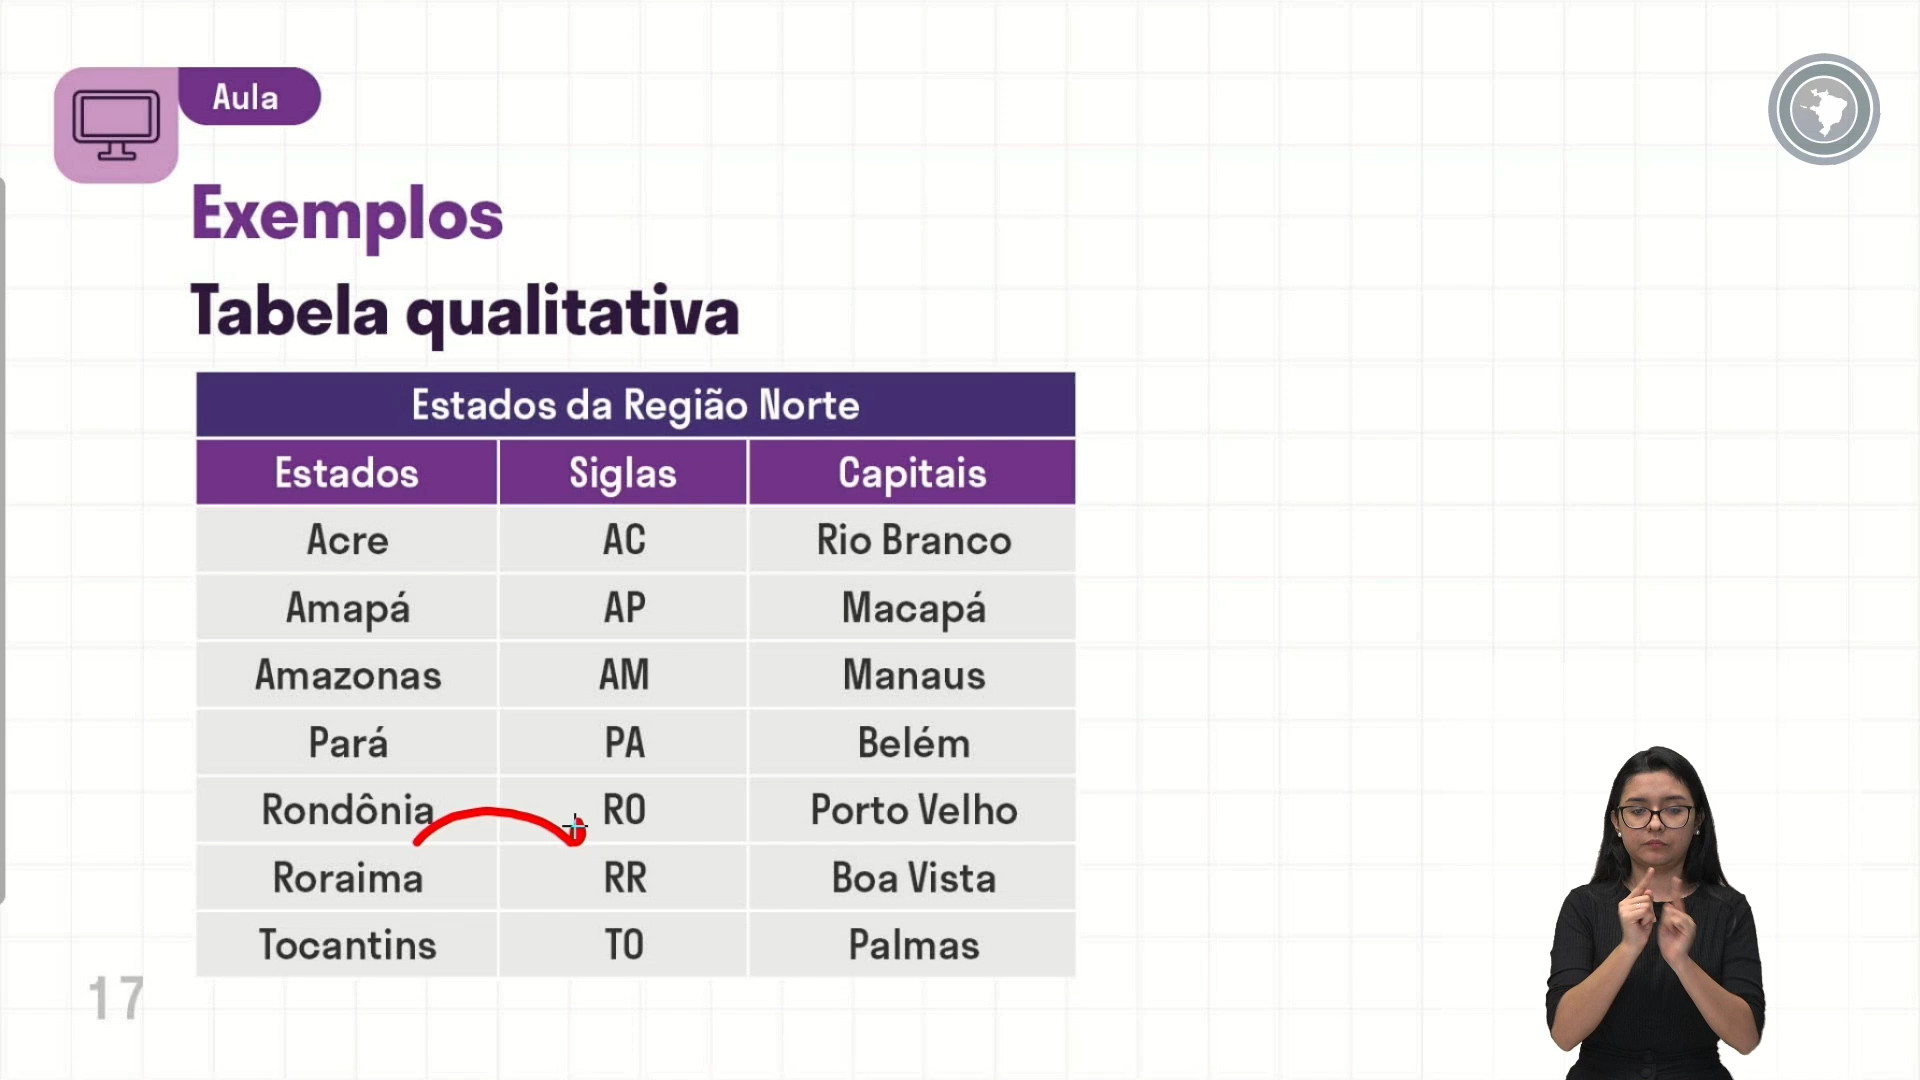 Aula
Exemplos
Tabela qualitativa
Estados da Região Norte
Estados Siglas Capitais
Acre AC Rio Branco
Amapá AP Macapá
Amazonas AM Manaus
Pará PA Belém
Rondônia RO Porto Velho
Roraima RR Boa Vista
Tocantins TO Palmas
17